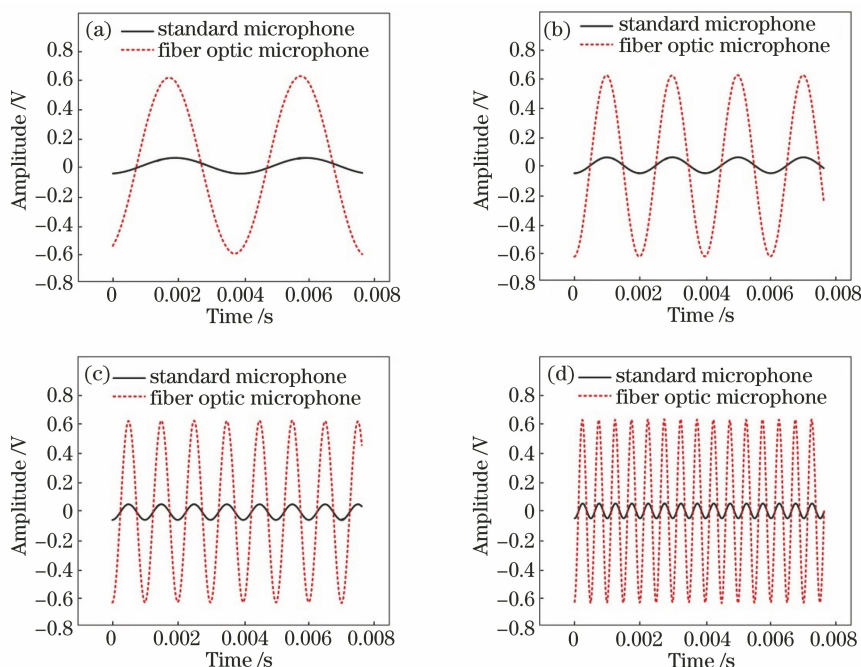 (a) standard microphone
fiber optic microphone
Amplitude /V
0.8
0.6
0.4
0.2
0
−0.2
−0.4
−0.6
−0.8
0 0.002 0.004 0.006 0.008
Time /s
(b) standard microphone
fiber optic microphone
Amplitude /V
0.8
0.6
0.4
0.2
0
−0.2
−0.4
−0.6
−0.8
0 0.002 0.004 0.006 0.008
Time /s
(c) standard microphone
fiber optic microphone
Amplitude /V
0.8
0.6
0.4
0.2
0
−0.2
−0.4
−0.6
−0.8
0 0.002 0.004 0.006 0.008
Time /s
(d) standard microphone
fiber optic microphone
Amplitude /V
0.8
0.6
0.4
0.2
0
−0.2
−0.4
−0.6
−0.8
0 0.002 0.004 0.006 0.008
Time /s